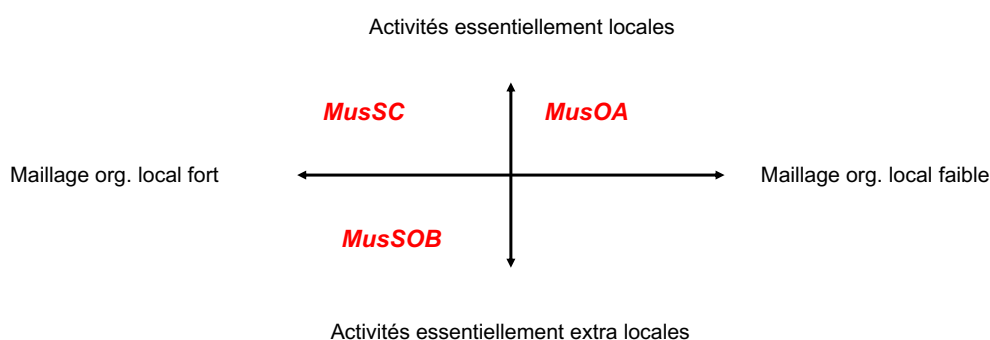 Activités essentiellement locales
MusSC
MusOA
Maillage org. local fort
Maillage org. local faible
MusSOB
Activités essentiellement extra locales